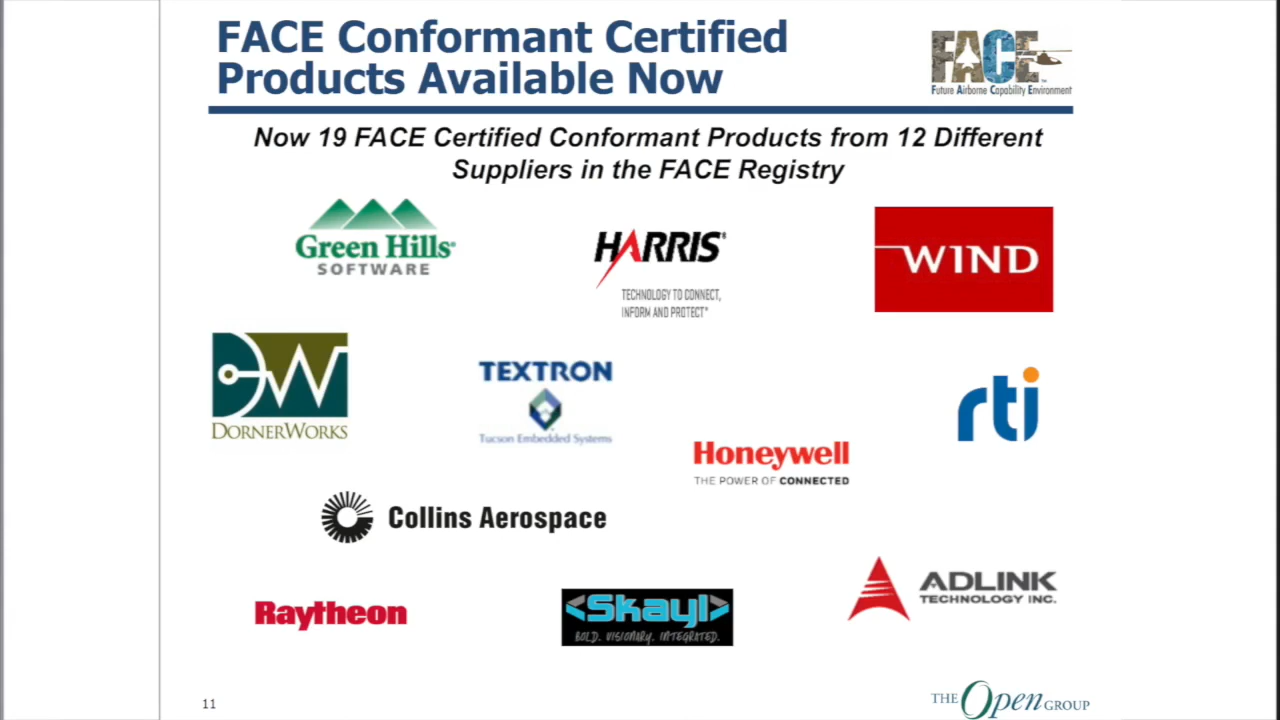 FACE Conformant Certified
Products Available Now
FACE
Future Airborne Capability Environment
Now 19 FACE Certified Conformant Products from 12 Different
Suppliers in the FACE Registry
Green Hills®
SOFTWARE
HARRIS®
TECHNOLOGY TO CONNECT,
INFORM AND PROTECT®
WIND
DW
DORNERWORKS
TEXTRON
Tucson Embedded Systems
rti
Honeywell
THE POWER OF CONNECTED
Collins Aerospace
ADLINK
TECHNOLOGY INC.
Raytheon
<Skayl>
BOLD. VISIONARY. INTEGRATED.
11
THE Open GROUP